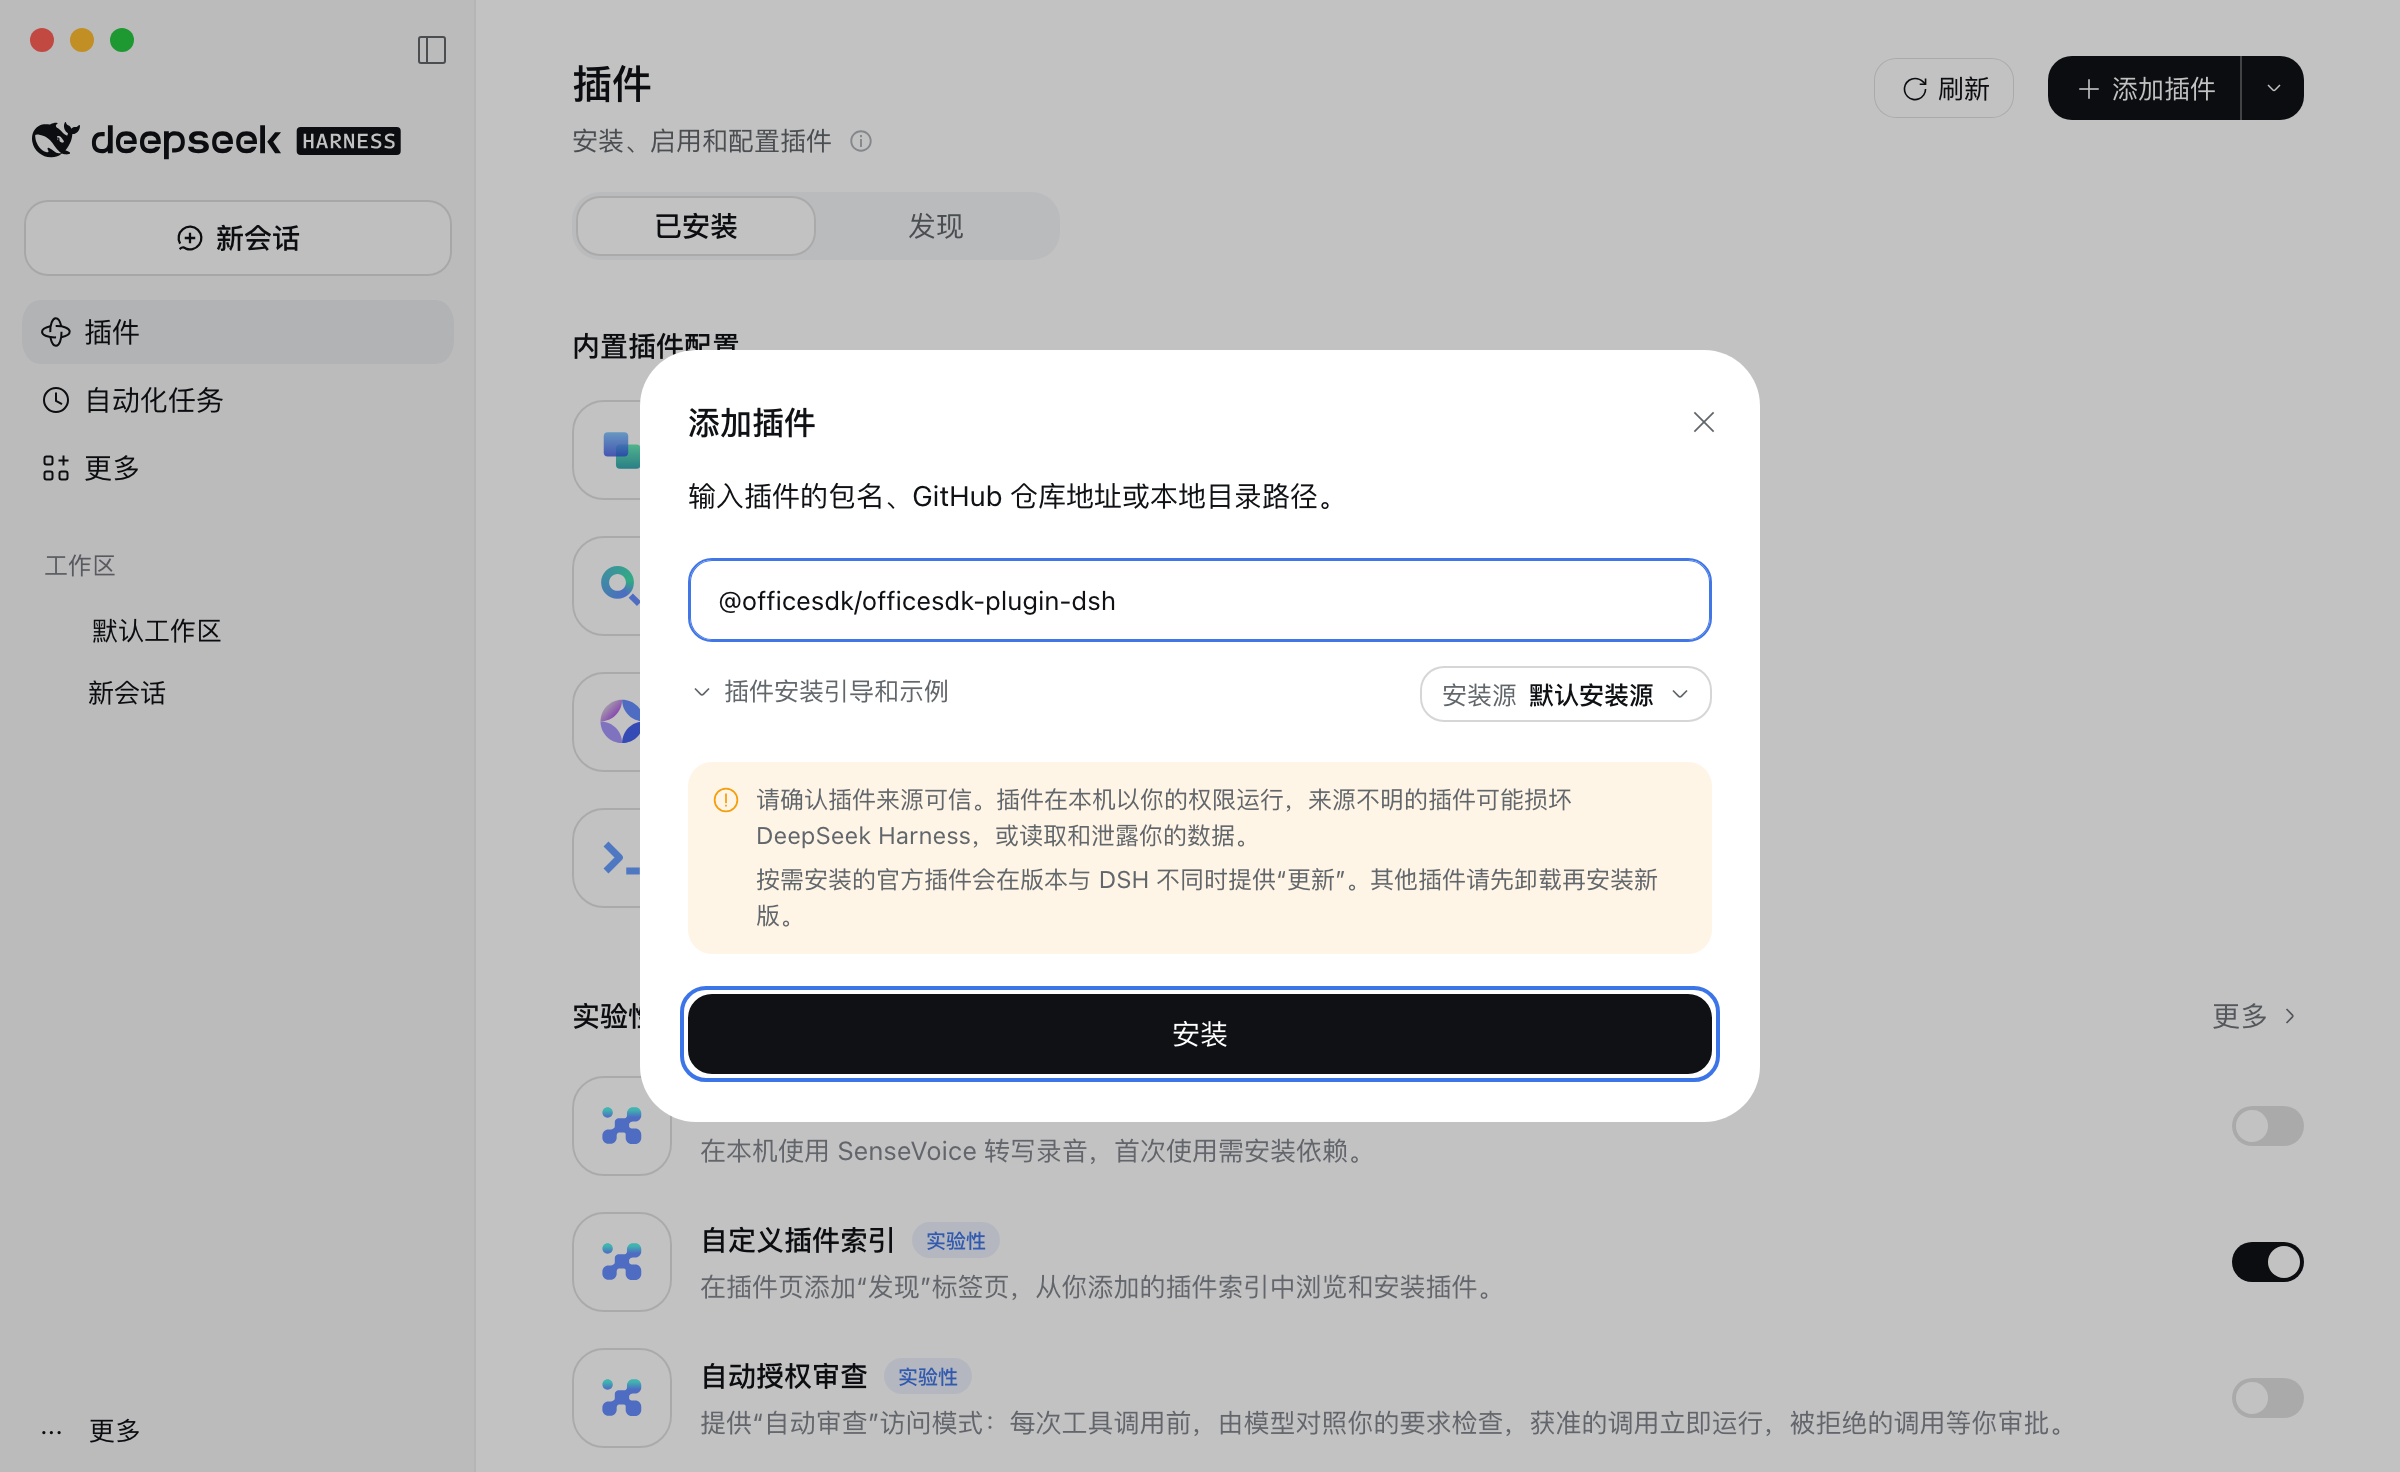 deepseek HARNESS
新会话
插件
自动化任务
更多
工作区
默认工作区
新会话
... 更多
插件
安装、启用和配置插件
刷新
添加插件
已安装
发现
内置插件配置
添加插件
输入插件的包名、GitHub 仓库地址或本地目录路径。
@officesdk/officesdk-plugin-dsh
插件安装引导和示例
安装源 默认安装源
请确认插件来源可信。插件在本机以你的权限运行，来源不明的插件可能损坏
DeepSeek Harness，或读取和泄露你的数据。
按需安装的官方插件会在版本与 DSH 不同时提供“更新”。其他插件请先卸载再安装新
版。
安装
实验性
更多
在本机使用 SenseVoice 转写录音，首次使用需安装依赖。
自定义插件索引 实验性
在插件页添加“发现”标签页，从你添加的插件索引中浏览和安装插件。
自动授权审查 实验性
提供“自动审查”访问模式：每次工具调用前，由模型对照你的要求检查，获准的调用立即运行，被拒绝的调用等你审批。